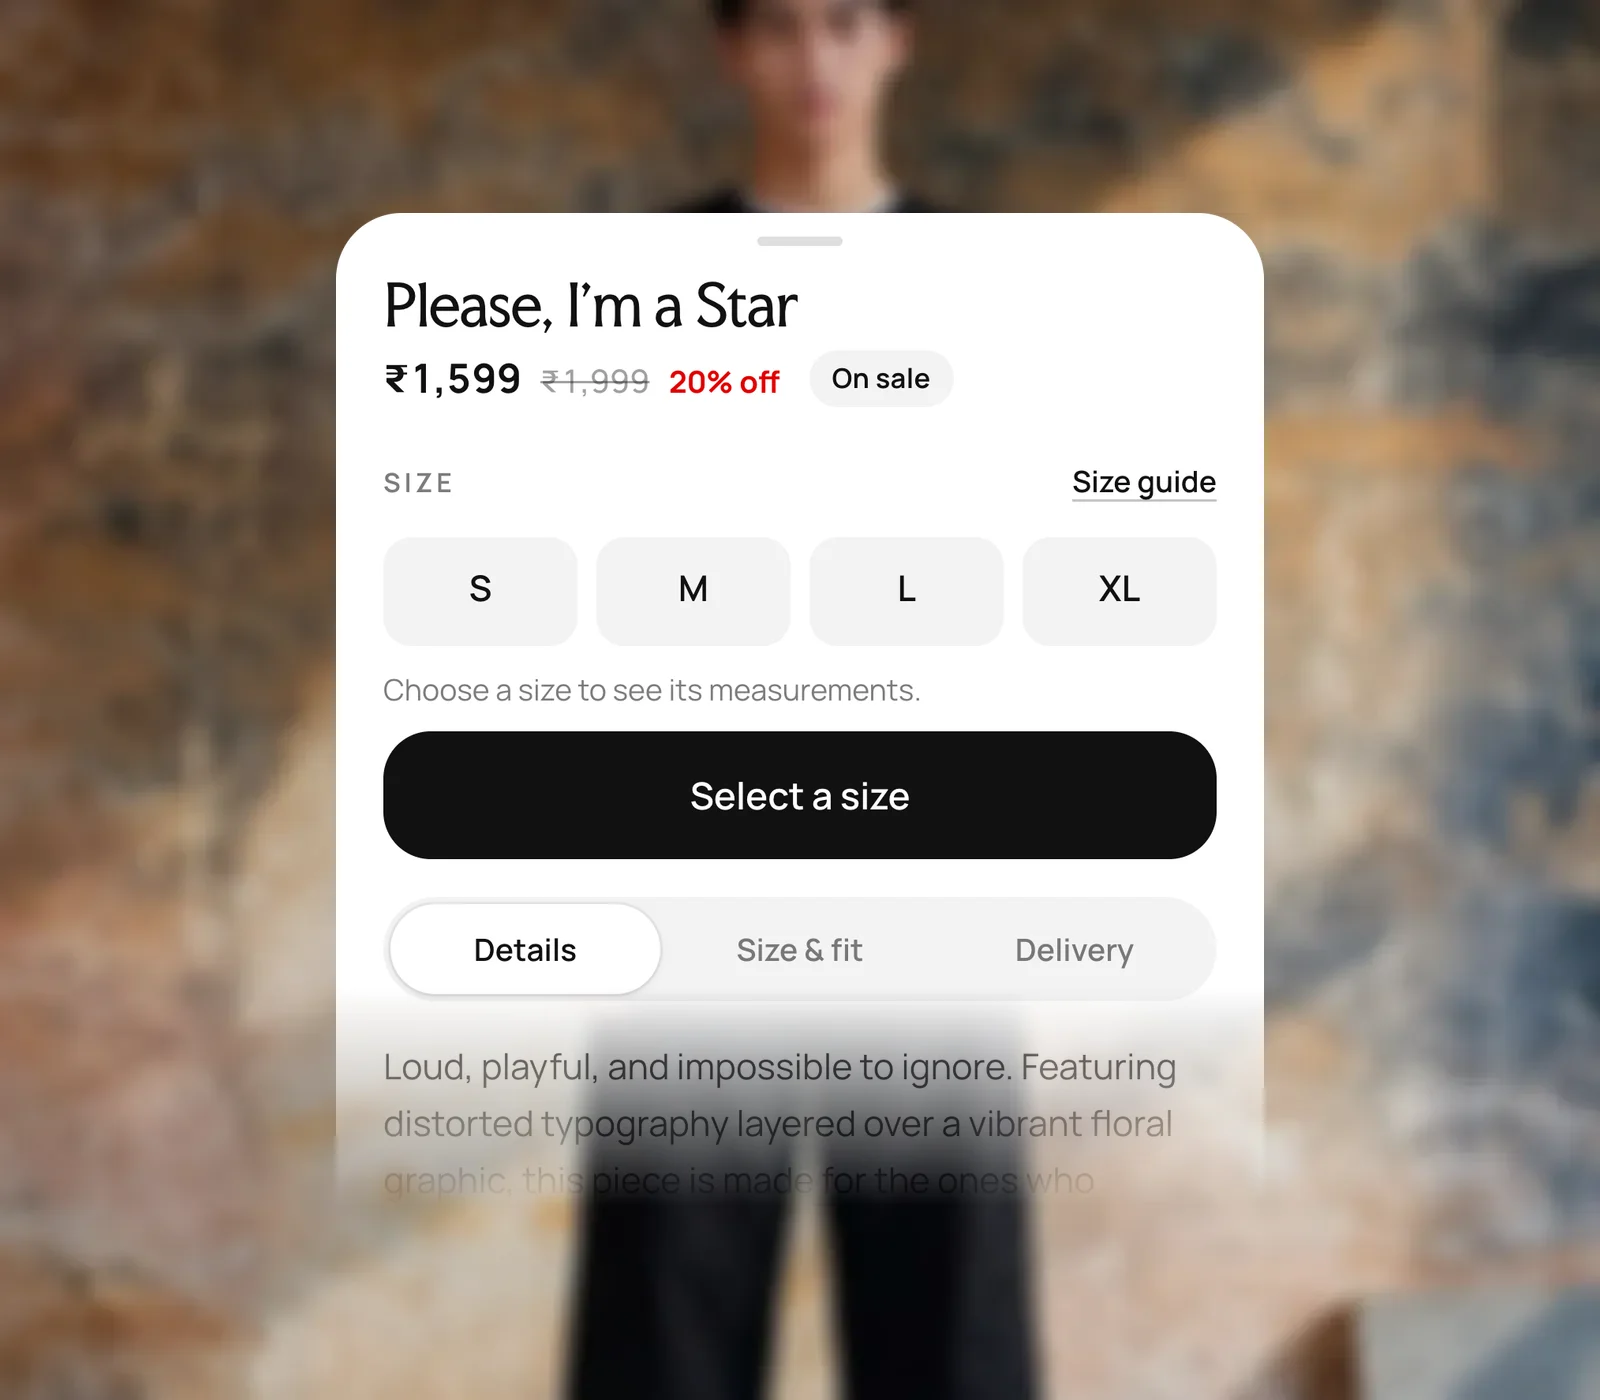 Please, I’m a Star
₹1,599 ₹1,999 20% off On sale
SIZE Size guide
S M L XL
Choose a size to see its measurements.
Select a size
Details Size & fit Delivery
Loud, playful, and impossible to ignore. Featuring
distorted typography layered over a vibrant floral
graphic, this piece is made for the ones who